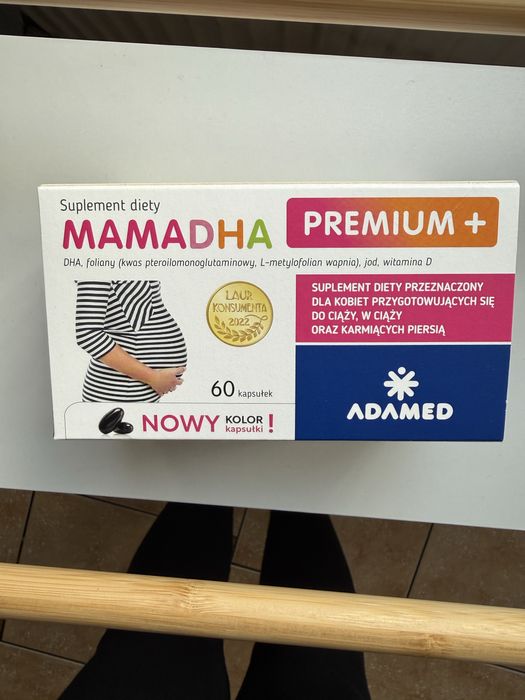 Suplement diety
MAMADHA
PREMIUM +
DHA, foliany (kwas pteroilomonoglutaminowy, L-metylofolian wapnia), jod, witamina D
LAUR
KONSUMENTA
2022
SUPLEMENT DIETY PRZEZNACZONY
DLA KOBIET PRZYGOTOWUJĄCYCH SIĘ
DO CIĄŻY, W CIĄŻY
ORAZ KARMIĄCYCH PIERSIĄ
60 kapsułek
NOWY KOLOR kapsułki !
ADAMED